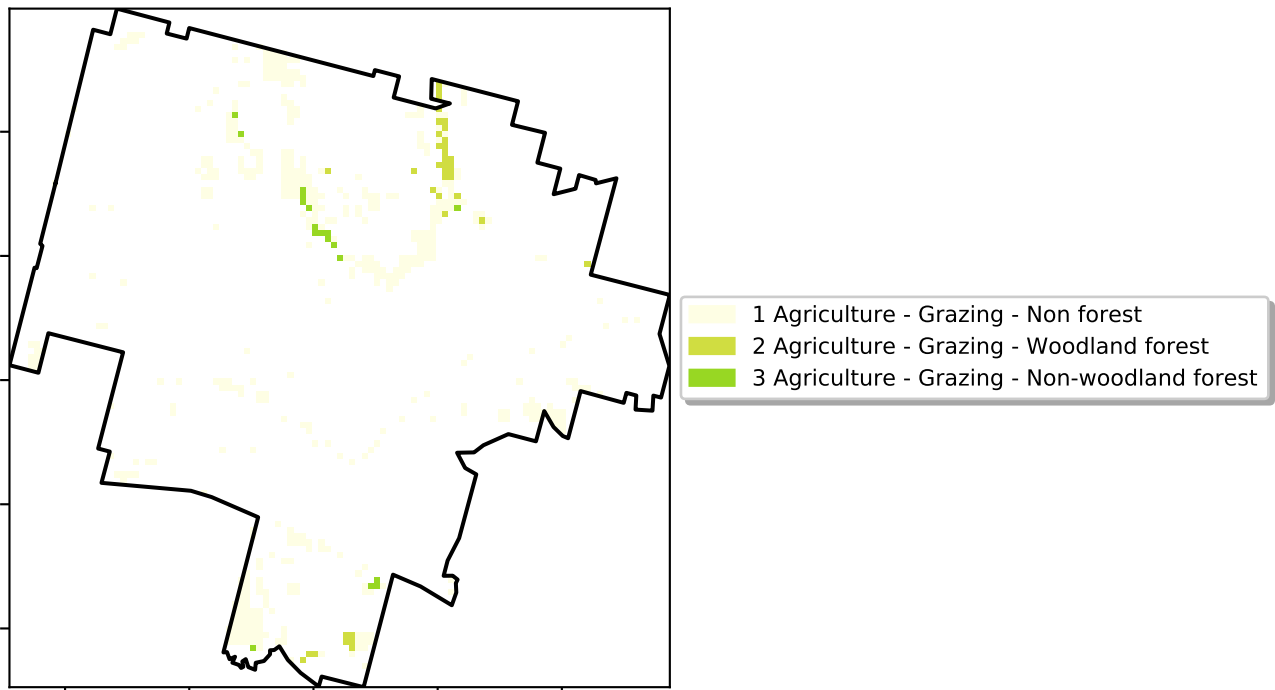 1 Agriculture - Grazing - Non forest
2 Agriculture - Grazing - Woodland forest
3 Agriculture - Grazing - Non-woodland forest